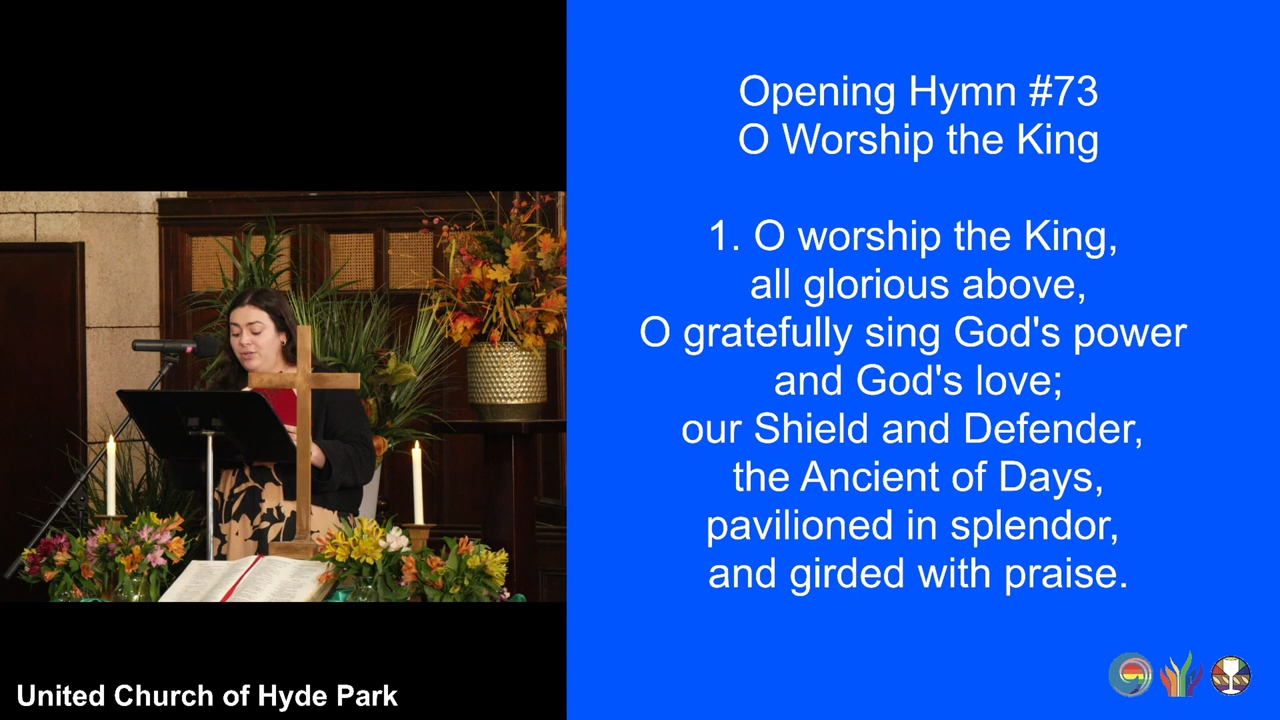 Opening Hymn #73
O Worship the King
1. O worship the King,
all glorious above,
O gratefully sing God's power
and God's love;
our Shield and Defender,
the Ancient of Days,
pavilioned in splendor,
and girded with praise.
United Church of Hyde Park